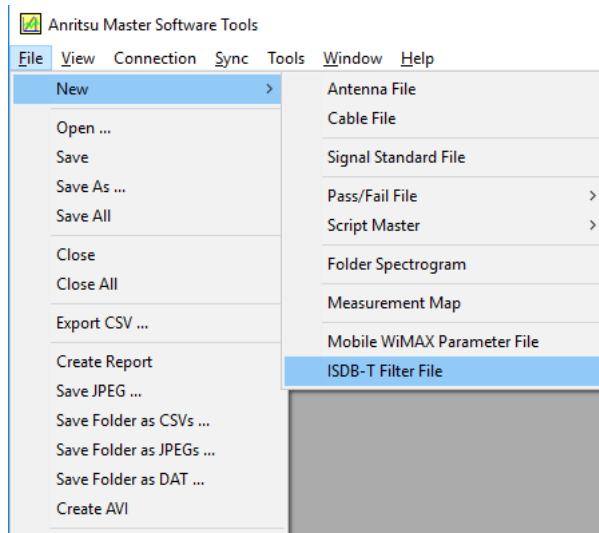 Anritsu Master Software Tools
File View Connection Sync Tools Window Help
New >
Open ...
Save
Save As ...
Save All
Close
Close All
Export CSV ...
Create Report
Save JPEG ...
Save Folder as CSVs ...
Save Folder as JPEGs ...
Save Folder as DAT ...
Create AVI
Antenna File
Cable File
Signal Standard File
Pass/Fail File >
Script Master >
Folder Spectrogram
Measurement Map
Mobile WiMAX Parameter File
ISDB-T Filter File